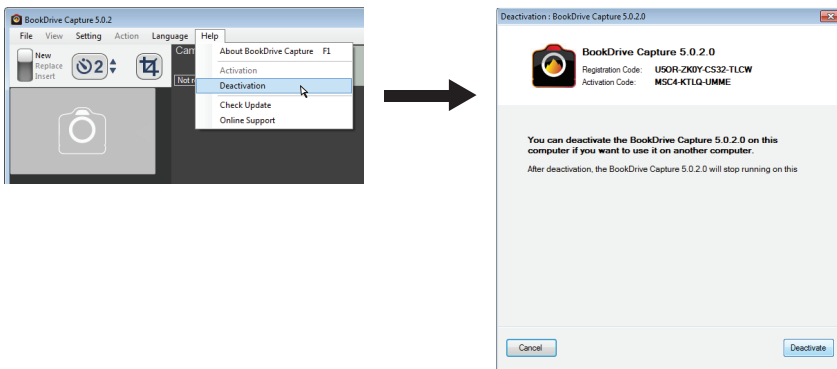 BookDrive Capture 5.0.2
File View Setting Action Language Help
New
Replace
Insert
2
Cam
Not r
About BookDrive Capture F1
Activation
Deactivation
Check Update
Online Support
Deactivation : BookDrive Capture 5.0.2.0
BookDrive Capture 5.0.2.0
Registration Code: U5OR-ZK0Y-CS32-TLCW
Activation Code: MSC4-KTLQ-UMME
You can deactivate the BookDrive Capture 5.0.2.0 on this
computer if you want to use it on another computer.
After deactivation, the BookDrive Capture 5.0.2.0 will stop running on this
Cancel
Deactivate